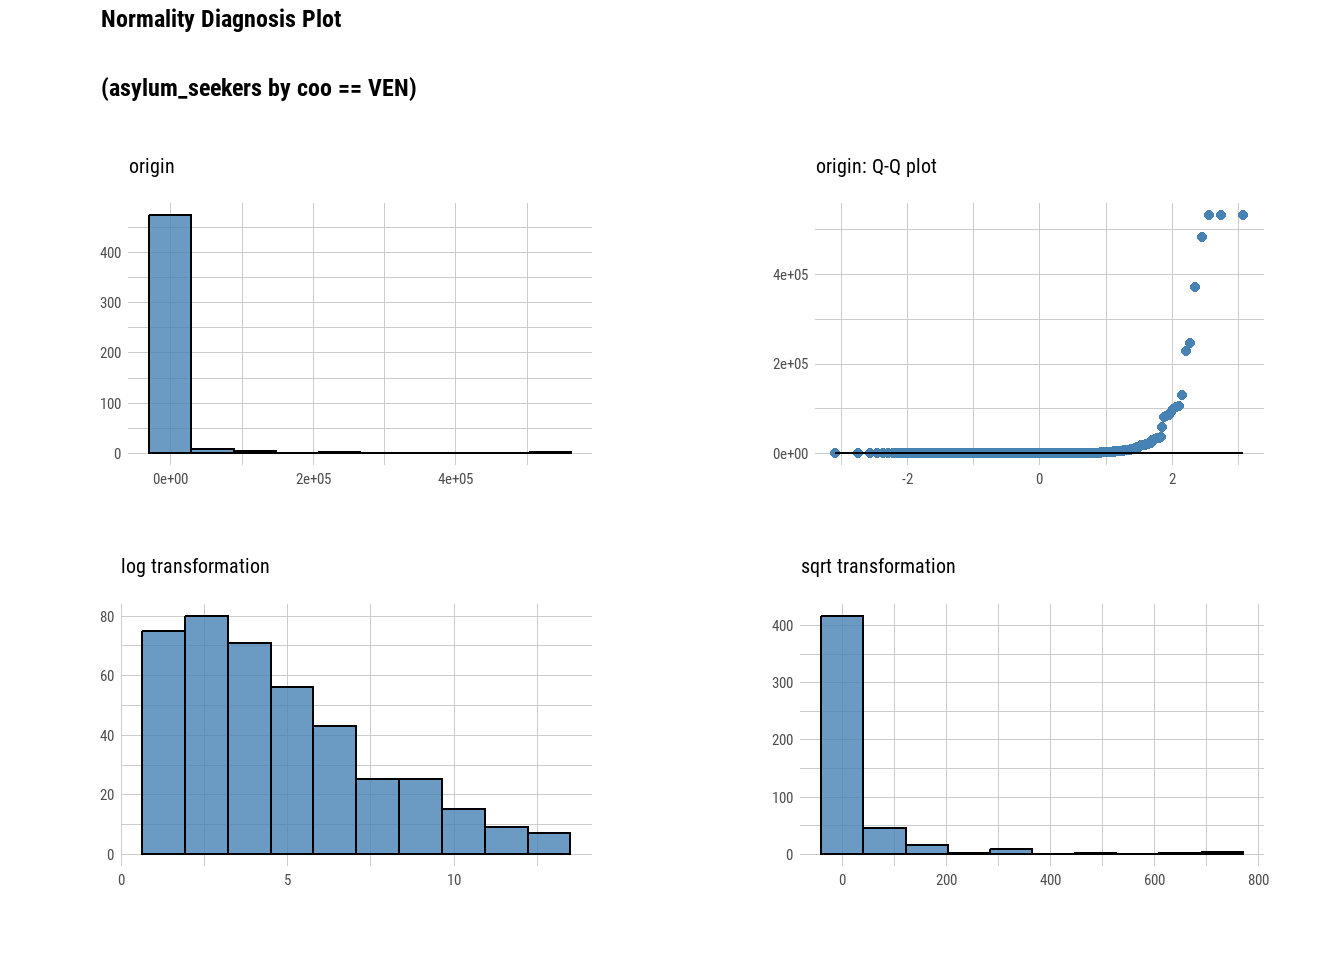 Normality Diagnosis Plot
(asylum_seekers by coo == VEN)
origin
400
300
200
100
0
0e+00 2e+05 4e+05
origin: Q-Q plot
4e+05
2e+05
0e+00
-2 0 2
log transformation
80
60
40
20
0
0 5 10
sqrt transformation
400
300
200
100
0
0 200 400 600 800